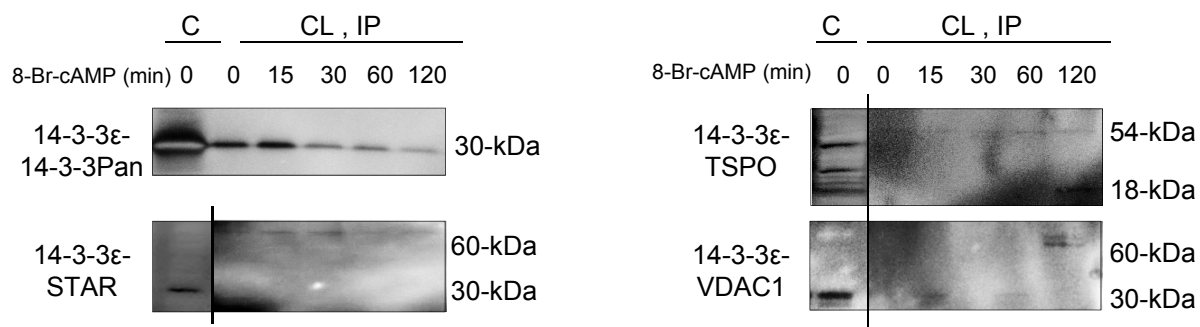 C CL , IP
8-Br-cAMP (min) 0 0 15 30 60 120
14-3-3ε-
14-3-3Pan
30-kDa
14-3-3ε-
STAR
60-kDa
30-kDa
C CL , IP
8-Br-cAMP (min) 0 0 15 30 60 120
14-3-3ε-
TSPO
54-kDa
18-kDa
14-3-3ε-
VDAC1
60-kDa
30-kDa